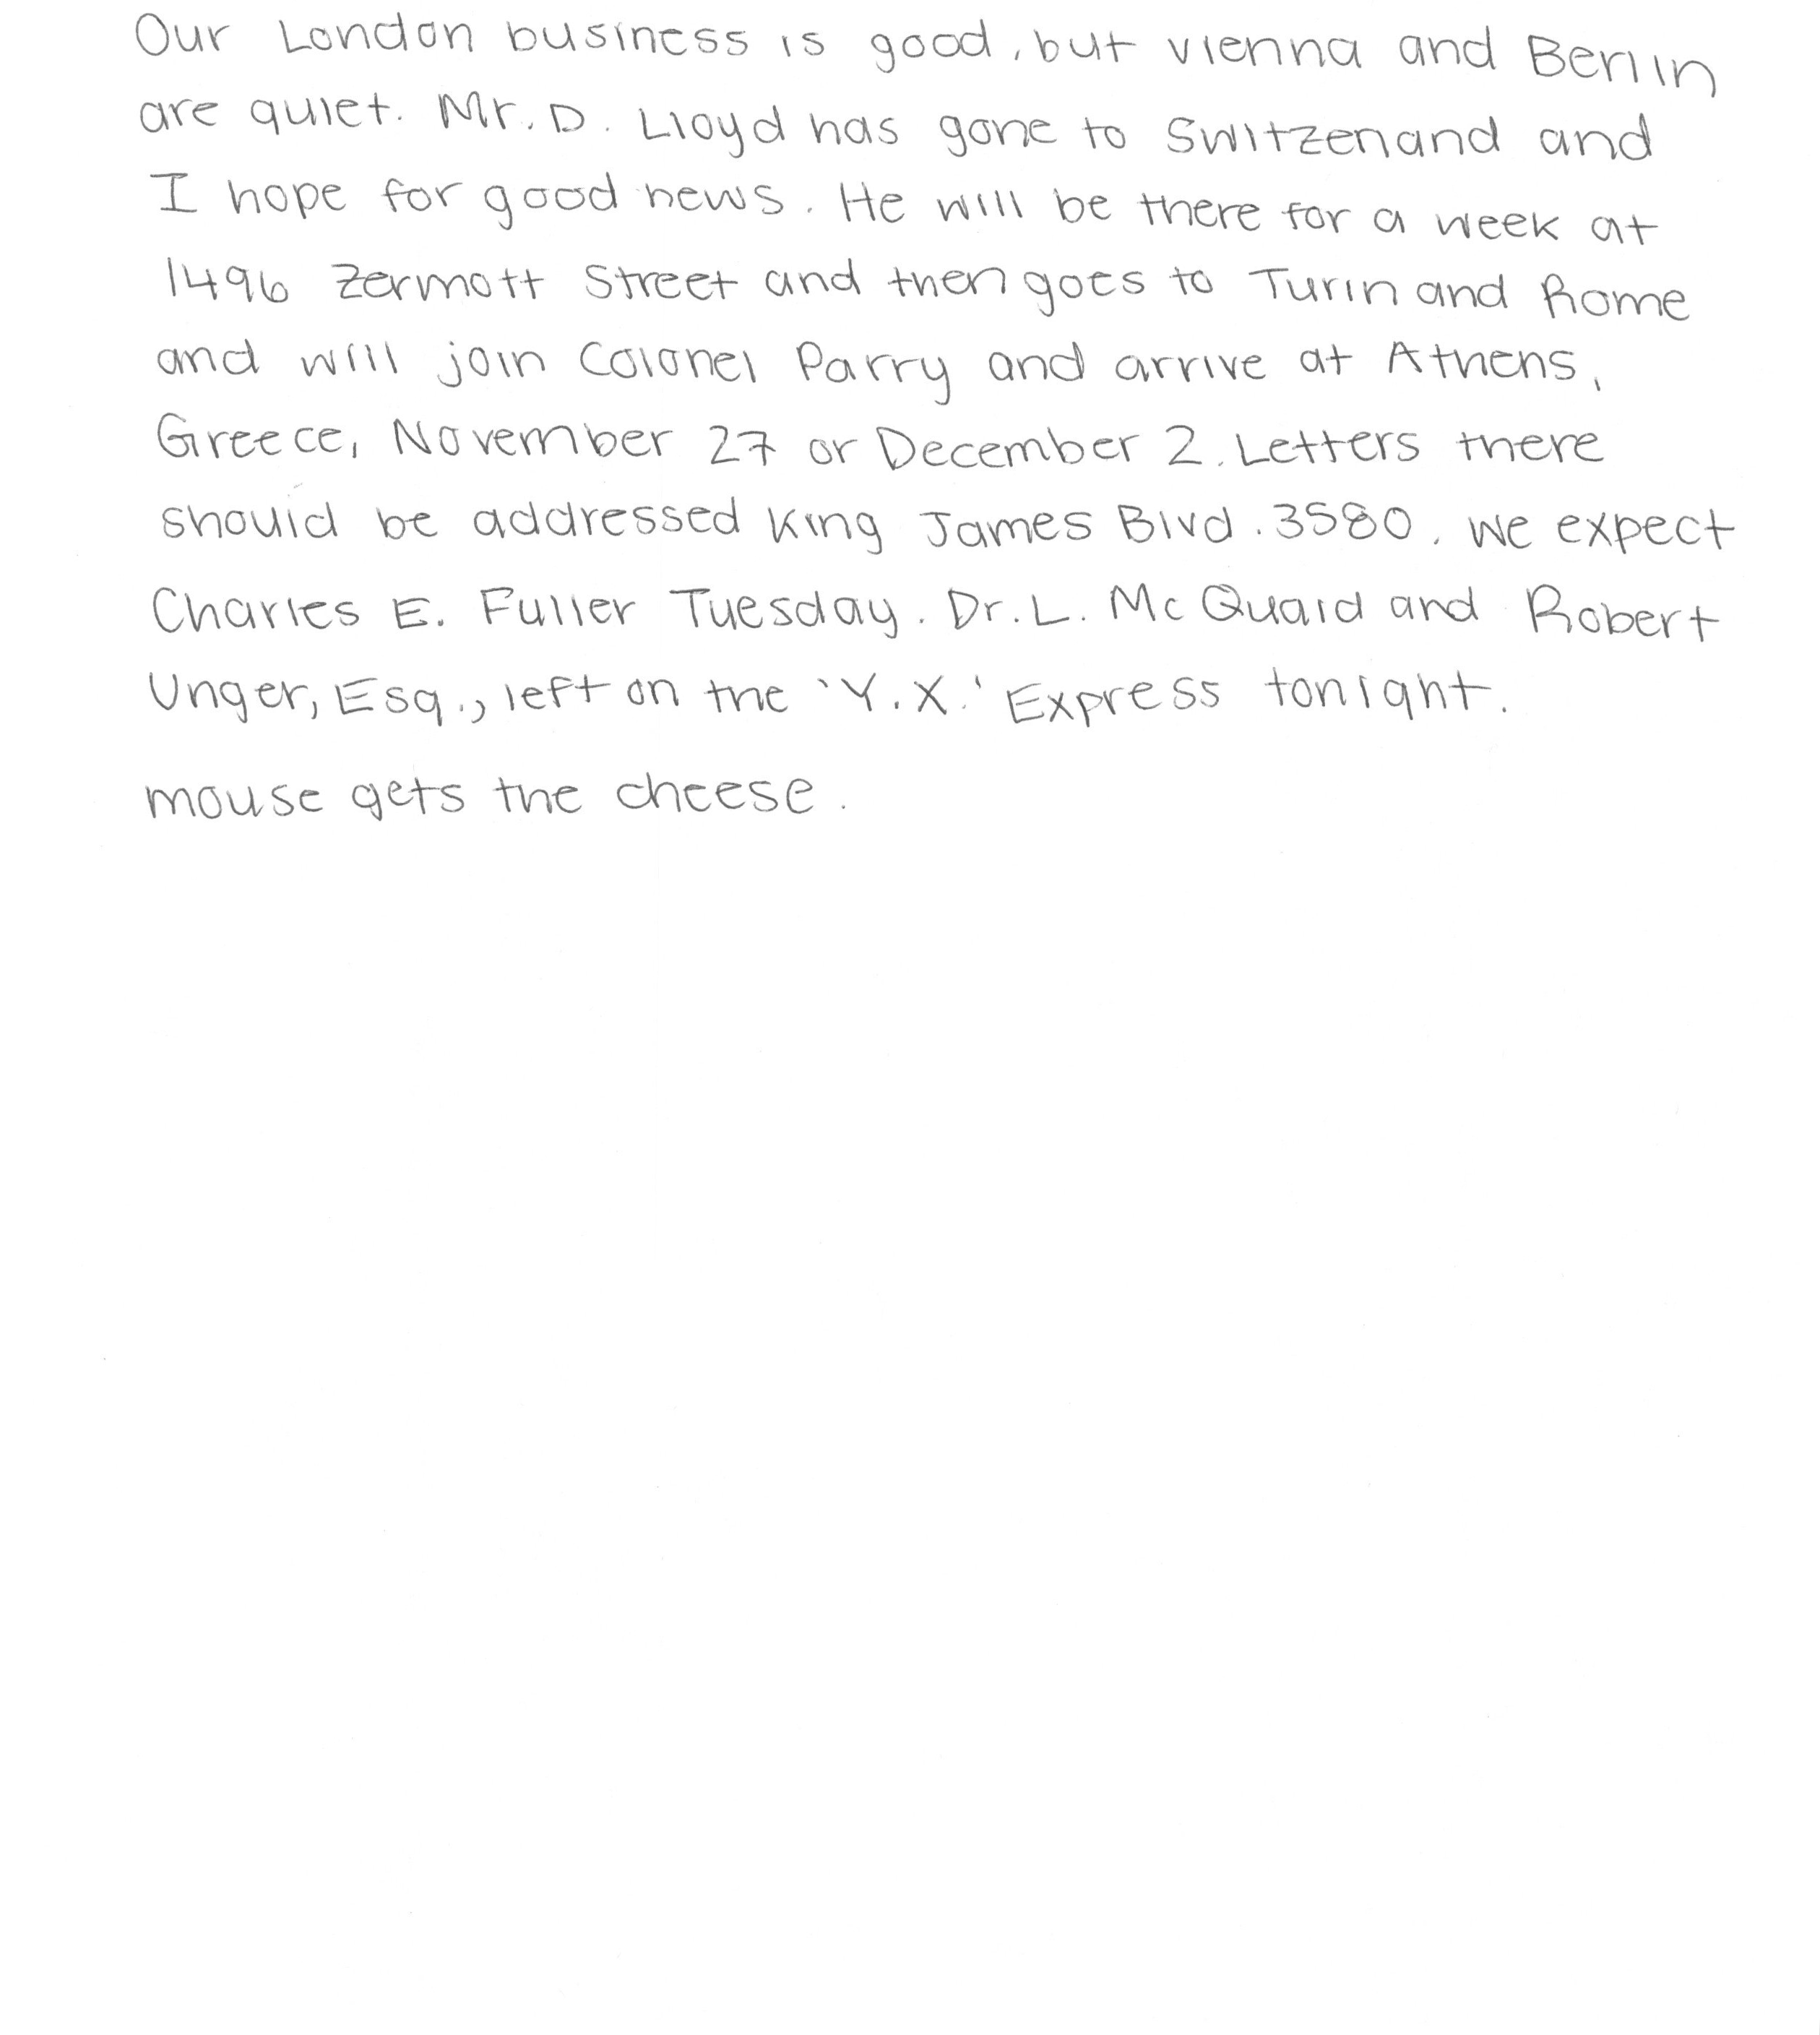 Our London business is good, but vienna and Berlin
are quiet. Mr. D. Lloyd has gone to Switzerland and
I hope for good news. He will be there for a week at
1496 Zermott Street and then goes to Turin and Rome
and will join Colonel Parry and arrive at Athens,
Greece, November 27 or December 2. Letters there
should be addressed King James Blvd. 3580. We expect
Charles E. Fuller Tuesday. Dr. L. McQuaid and Robert
Unger, Esq., left on the 'Y.X.' Express tonight.
mouse gets the cheese.